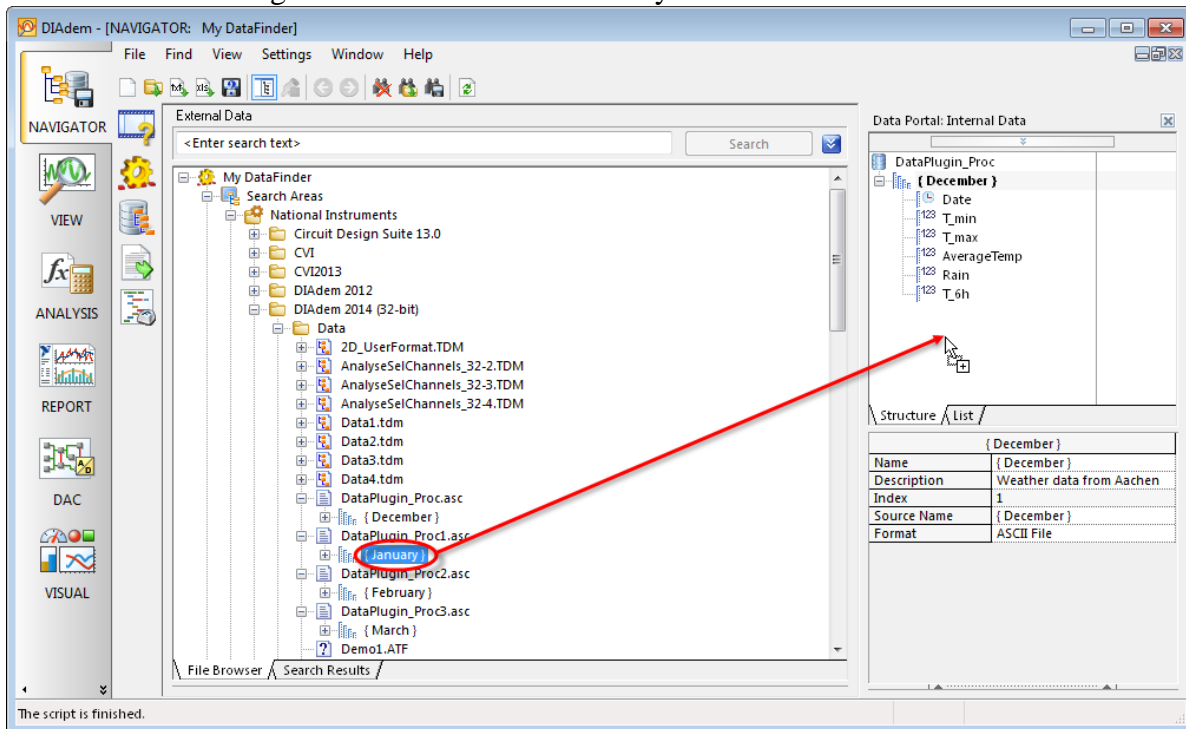 DIAdem - [NAVIGATOR: My DataFinder]
File Find View Settings Window Help
NAVIGATOR
VIEW
ANALYSIS
REPORT
DAC
VISUAL
External Data
<Enter search text>
Search
My DataFinder
Search Areas
National Instruments
Circuit Design Suite 13.0
CVI
CVI2013
DIAdem 2012
DIAdem 2014 (32-bit)
Data
2D_UserFormat.TDM
AnalyseSelChannels_32-2.TDM
AnalyseSelChannels_32-3.TDM
AnalyseSelChannels_32-4.TDM
Data1.tdm
Data2.tdm
Data3.tdm
Data4.tdm
DataPlugin_Proc.asc
{ December }
DataPlugin_Proc1.asc
{ January }
DataPlugin_Proc2.asc
{ February }
DataPlugin_Proc3.asc
{ March }
Demo1.ATF
File Browser Search Results
Data Portal: Internal Data
DataPlugin_Proc
{ December }
Date
123 T_min
123 T_max
123 AverageTemp
123 Rain
123 T_6h
Structure List
{ December }
Name { December }
Description Weather data from Aachen
Index 1
Source Name { December }
Format ASCII File
The script is finished.